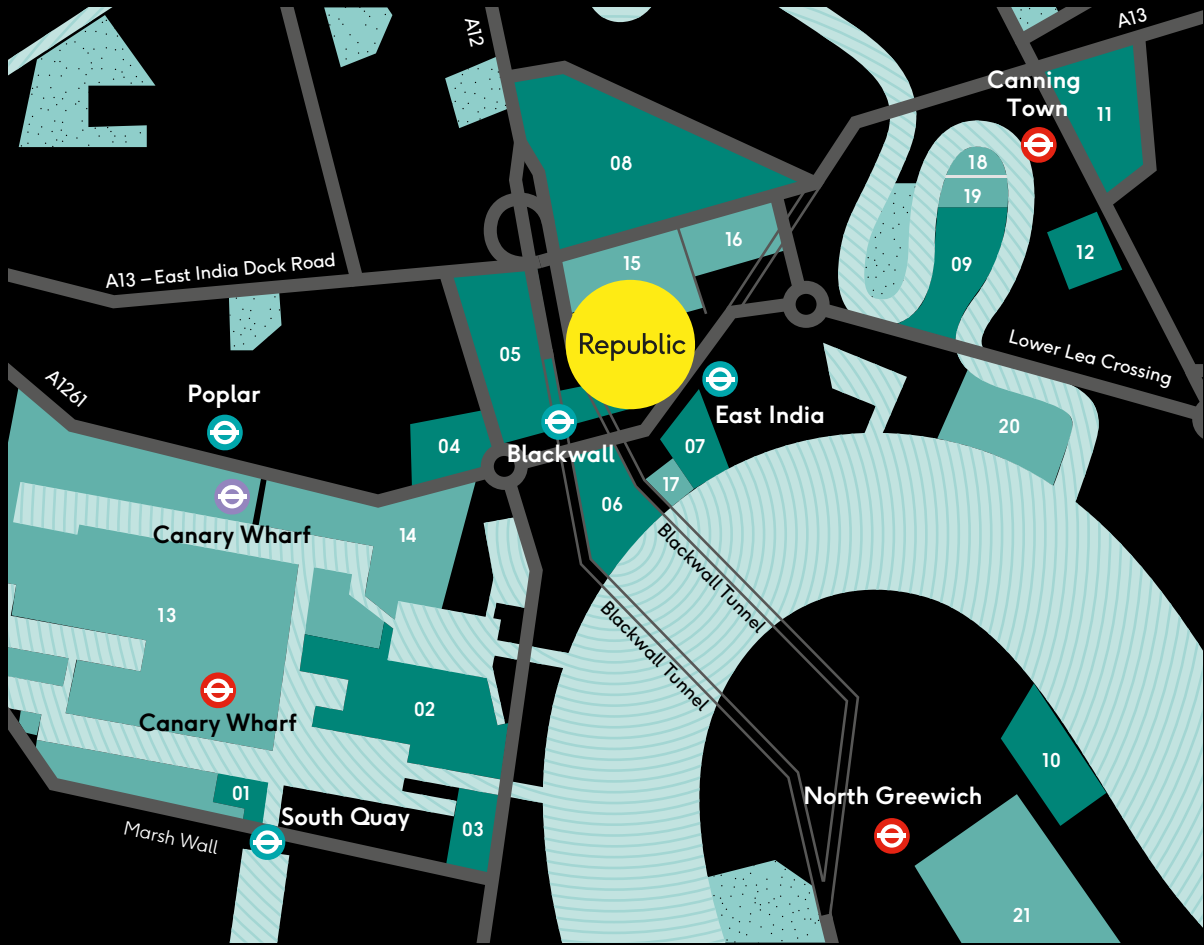 A12
A13
Canning
Town
11
08
18
19
16
12
15
09
A13 – East India Dock Road
Republic
Lower Lea Crossing
05
A1261
Poplar
East India
20
04
Blackwall
07
17
06
Canary Wharf
14
Blackwall Tunnel
13
Blackwall Tunnel
02
Canary Wharf
10
01
South Quay
North Greewich
03
Marsh Wall
21